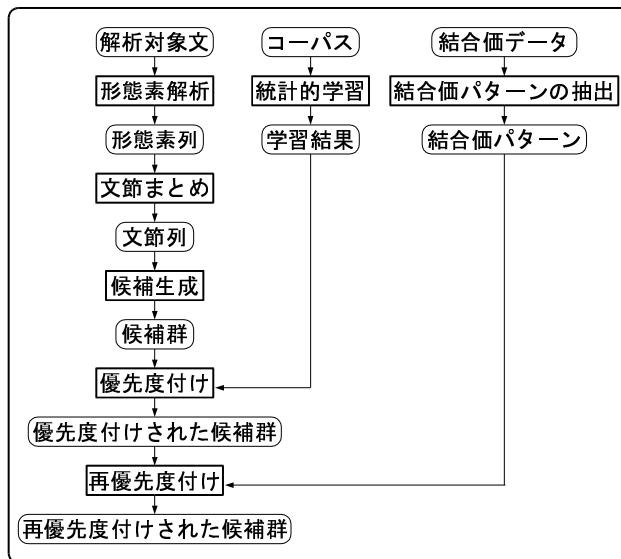 解析対象文
コーパス
結合価データ
形態素解析
統計的学習
結合価パターンの抽出
形態素列
学習結果
結合価パターン
文節まとめ
文節列
候補生成
候補群
優先度付け
優先度付けされた候補群
再優先度付け
再優先度付けされた候補群